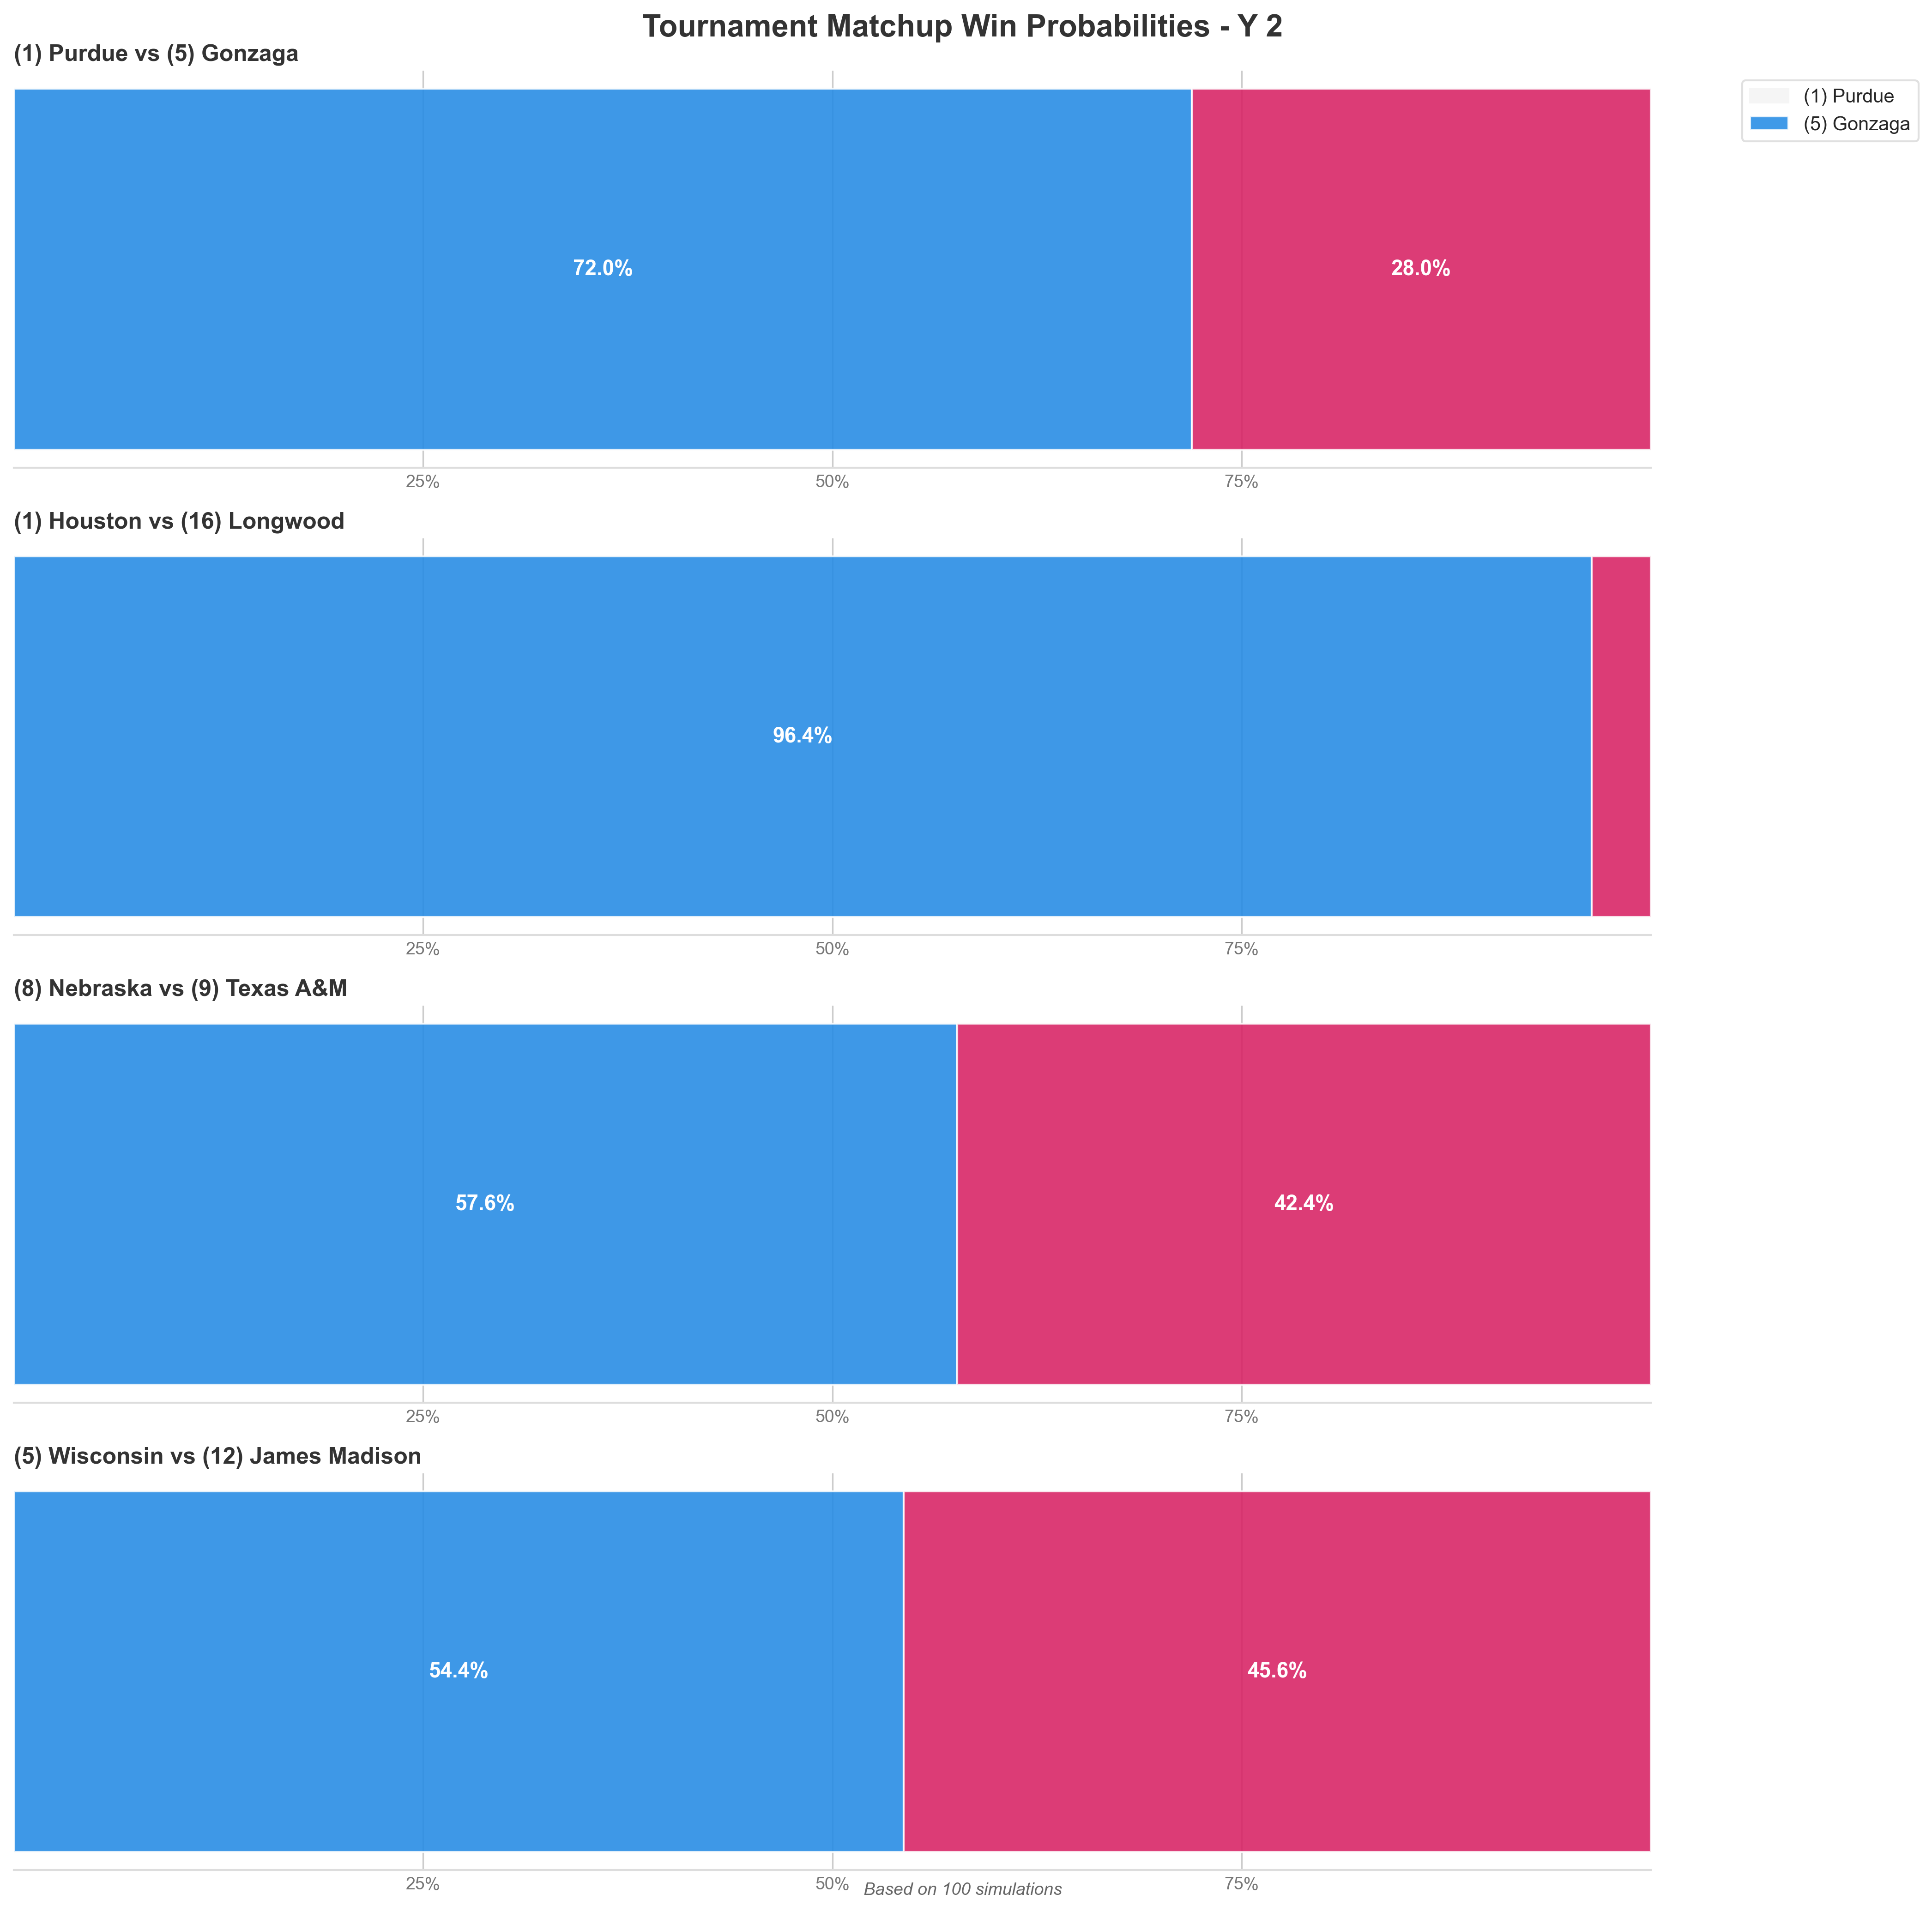 Tournament Matchup Win Probabilities - Y 2
(1) Purdue vs (5) Gonzaga
(1) Purdue
(5) Gonzaga
72.0%
28.0%
25%
50%
75%
(1) Houston vs (16) Longwood
96.4%
25%
50%
75%
(8) Nebraska vs (9) Texas A&M
57.6%
42.4%
25%
50%
75%
(5) Wisconsin vs (12) James Madison
54.4%
45.6%
25%
50%
75%
Based on 100 simulations